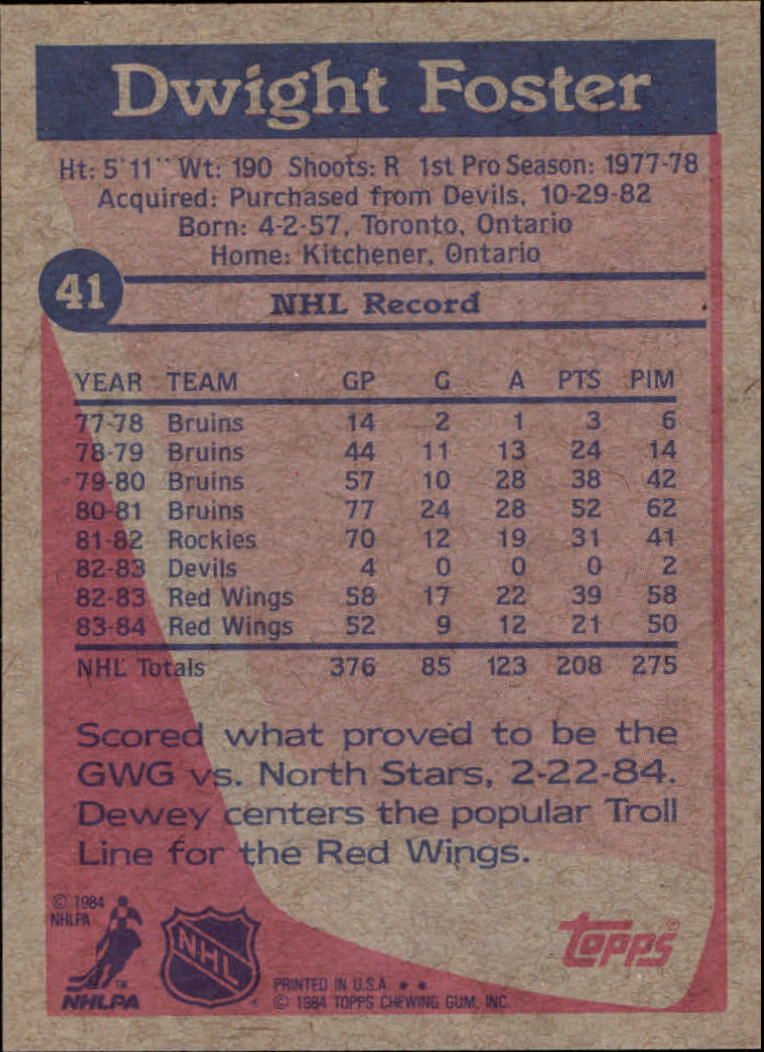 Dwight Foster
Ht: 5'11" Wt: 190 Shoots: R 1st Pro Season: 1977-78
Acquired: Purchased from Devils, 10-29-82
Born: 4-2-57, Toronto, Ontario
Home: Kitchener, Ontario
41
NHL Record
YEAR TEAM GP G A PTS PIM
77-78 Bruins 14 2 1 3 6
78-79 Bruins 44 11 13 24 14
79-80 Bruins 57 10 28 38 42
80-81 Bruins 77 24 28 52 62
81-82 Rockies 70 12 19 31 41
82-83 Devils 4 0 0 0 2
82-83 Red Wings 58 17 22 39 58
83-84 Red Wings 52 9 12 21 50
NHL Totals 376 85 123 208 275
Scored what proved to be the
GWG vs. North Stars, 2-22-84.
Dewey centers the popular Troll
Line for the Red Wings.
© 1984
NHLPA
NHLPA
™
NHL
topps®
PRINTED IN U.S.A. * *
© 1984 TOPPS CHEWING GUM, INC.